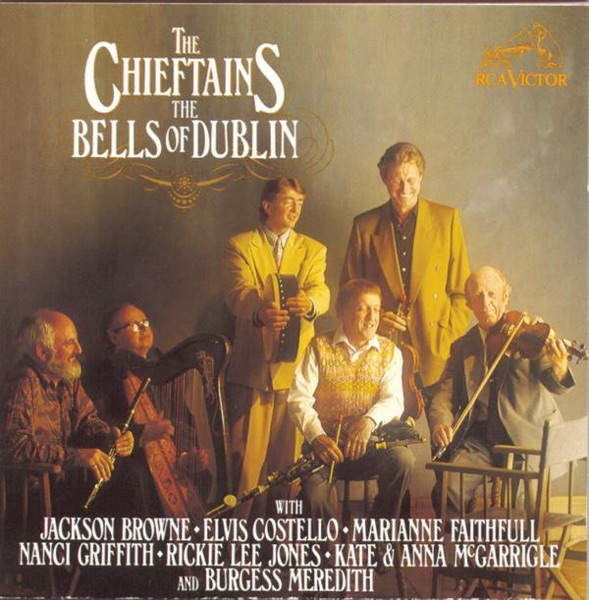 THE
CHIEFTAINS
THE
BELLS OF DUBLIN
RCA VICTOR
WITH
JACKSON BROWNE · ELVIS COSTELLO · MARIANNE FAITHFULL
NANCI GRIFFITH · RICKIE LEE JONES · KATE & ANNA McGARRIGLE
AND BURGESS MEREDITH